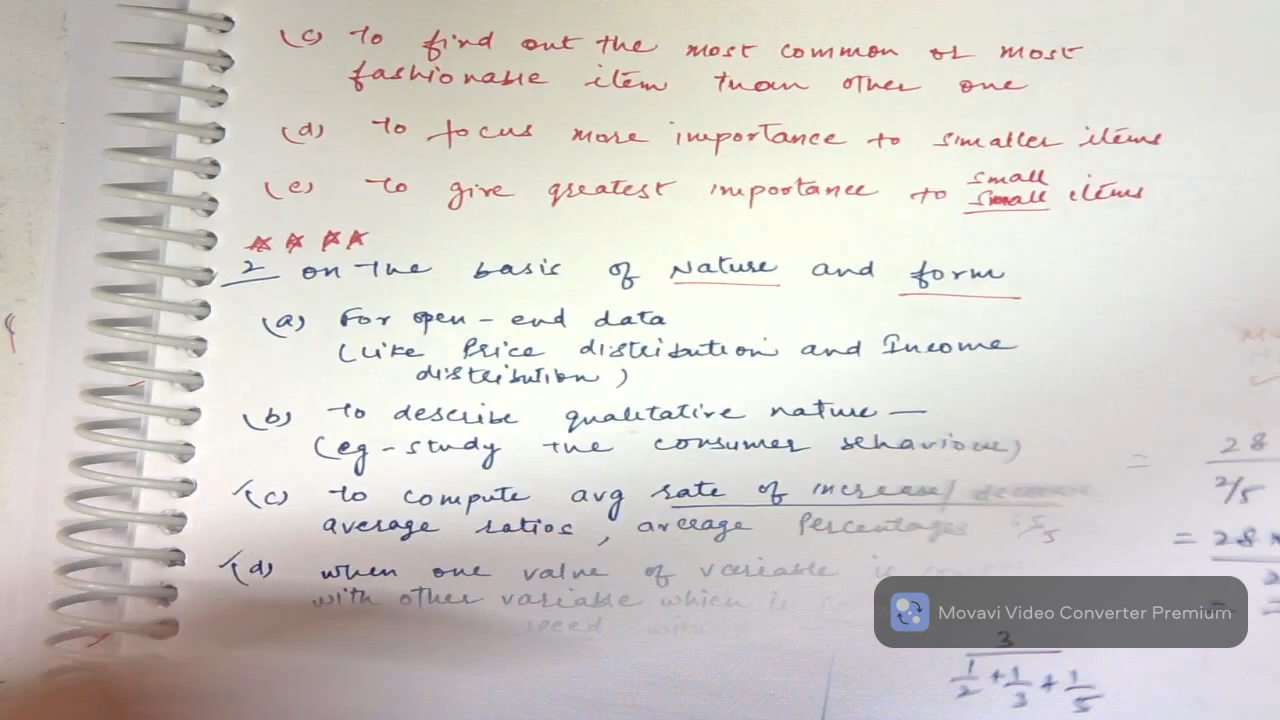 (c) To find out the most common or most
fashionable item than other one
(d) To focus more importance to smaller items
(e) To give greatest importance to small
small items
2 on the basis of Nature and form
(a) For open-end data
(Like Price distribution and Income
distribution)
(b) To describe qualitative nature —
(eg - study the consumer behaviour)
(c) To compute avg rate of increase/
average ratios, average Percentages
(d) when one value of variable is
with other variable which is
speed with
= 28
2/5
= 28
3
1/2 + 1/3 + 1/5
Movavi Video Converter Premium